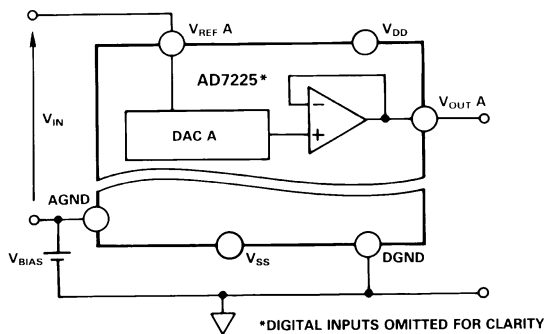 V_REF A
V_DD
AD7225*
V_IN
DAC A
−
+
V_OUT A
AGND
V_BIAS
V_SS
DGND
*DIGITAL INPUTS OMITTED FOR CLARITY